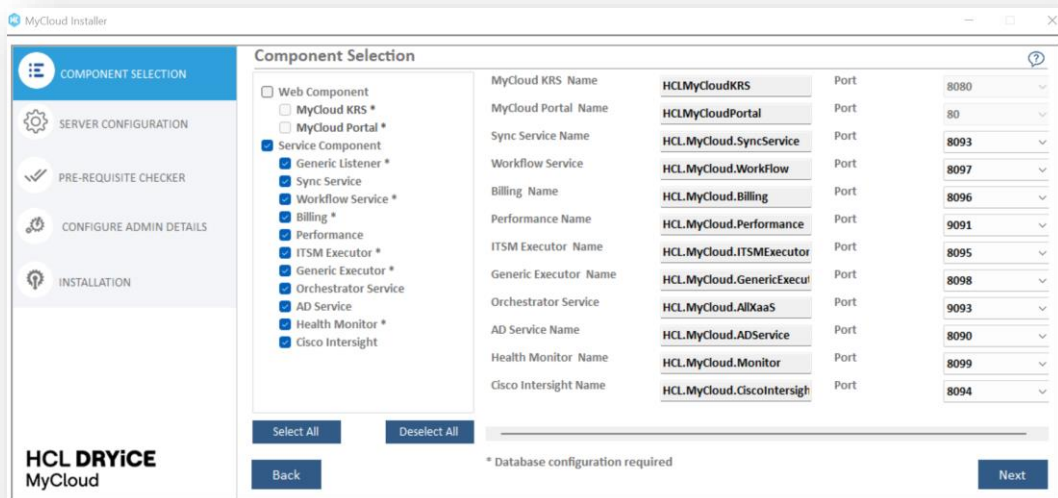 MyCloud Installer
COMPONENT SELECTION
SERVER CONFIGURATION
PRE-REQUISITE CHECKER
CONFIGURE ADMIN DETAILS
INSTALLATION
HCL DRYiCE
MyCloud
Component Selection
Web Component
MyCloud KRS *
MyCloud Portal *
Service Component
Generic Listener *
Sync Service
Workflow Service *
Billing *
Performance
ITSM Executor *
Generic Executor *
Orchestrator Service
AD Service
Health Monitor *
Cisco Intersight
Select All Deselect All
Back
MyCloud KRS Name HCLMyCloudKRS Port 8080
MyCloud Portal Name HCLMyCloudPortal Port 80
Sync Service Name HCL.MyCloud.SyncService Port 8093
Workflow Service HCL.MyCloud.WorkFlow Port 8097
Billing Name HCL.MyCloud.Billing Port 8096
Performance Name HCL.MyCloud.Performance Port 9091
ITSM Executor Name HCL.MyCloud.ITSMExecutor Port 8095
Generic Executor Name HCL.MyCloud.GenericExecut Port 8098
Orchestrator Service HCL.MyCloud.AllXaaS Port 9093
AD Service Name HCL.MyCloud.ADService Port 8090
Health Monitor Name HCL.MyCloud.Monitor Port 8099
Cisco Intersight Name HCL.MyCloud.CiscoIntersigh Port 8094
* Database configuration required
Next